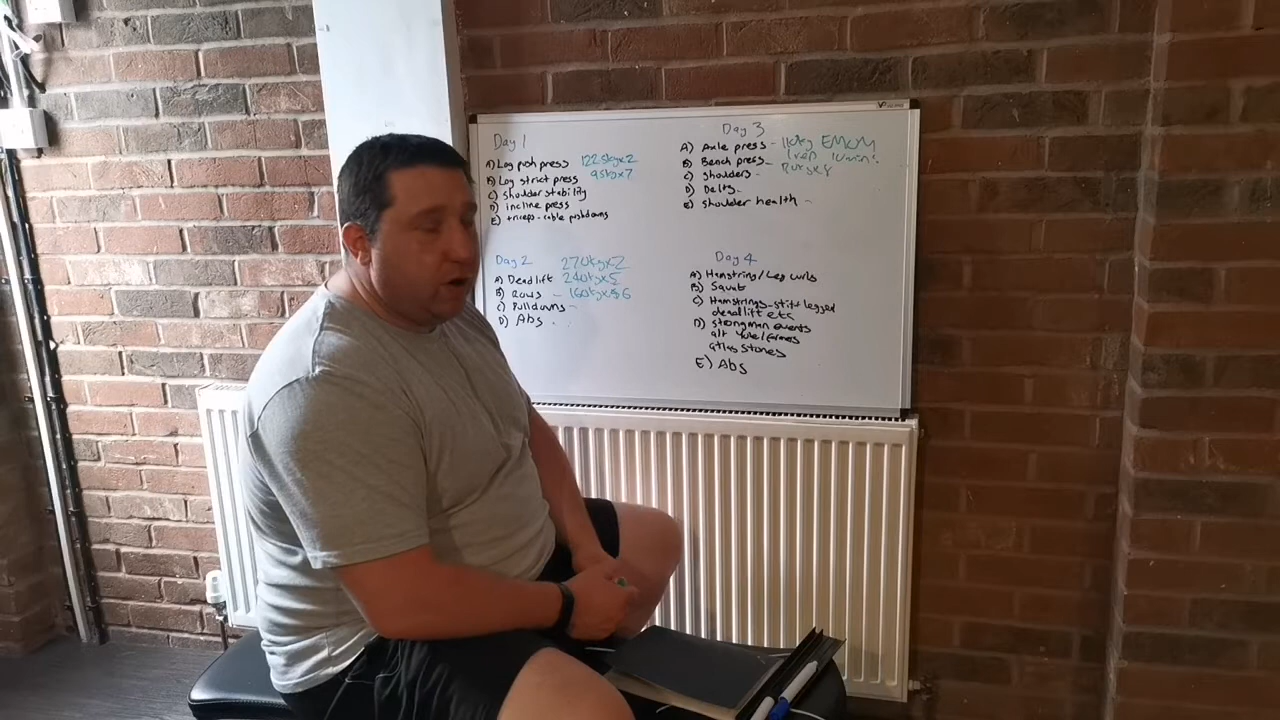 Day 1
A) Log push press 122.5kg x 2
B) Log strict press 95kg x 7
C) shoulder stability
D) incline press
E) triceps - cable pushdowns
Day 2 270kg x 2
A) Deadlift 240kg x 5
B) Rows - 160kg x 6
C) Pulldowns -
D) Abs
Day 3
A) Axle press - 110kg EMOM
1 rep
B) Bench press -
C) shoulders -
D) Delts -
E) shoulder health -
Day 4
A) Hamstring/Leg curls
B) Squat
C) Hamstrings - stiff legged
deadlift etc
D) strongman events
alt yoke/farmers
atlas stones
E) Abs